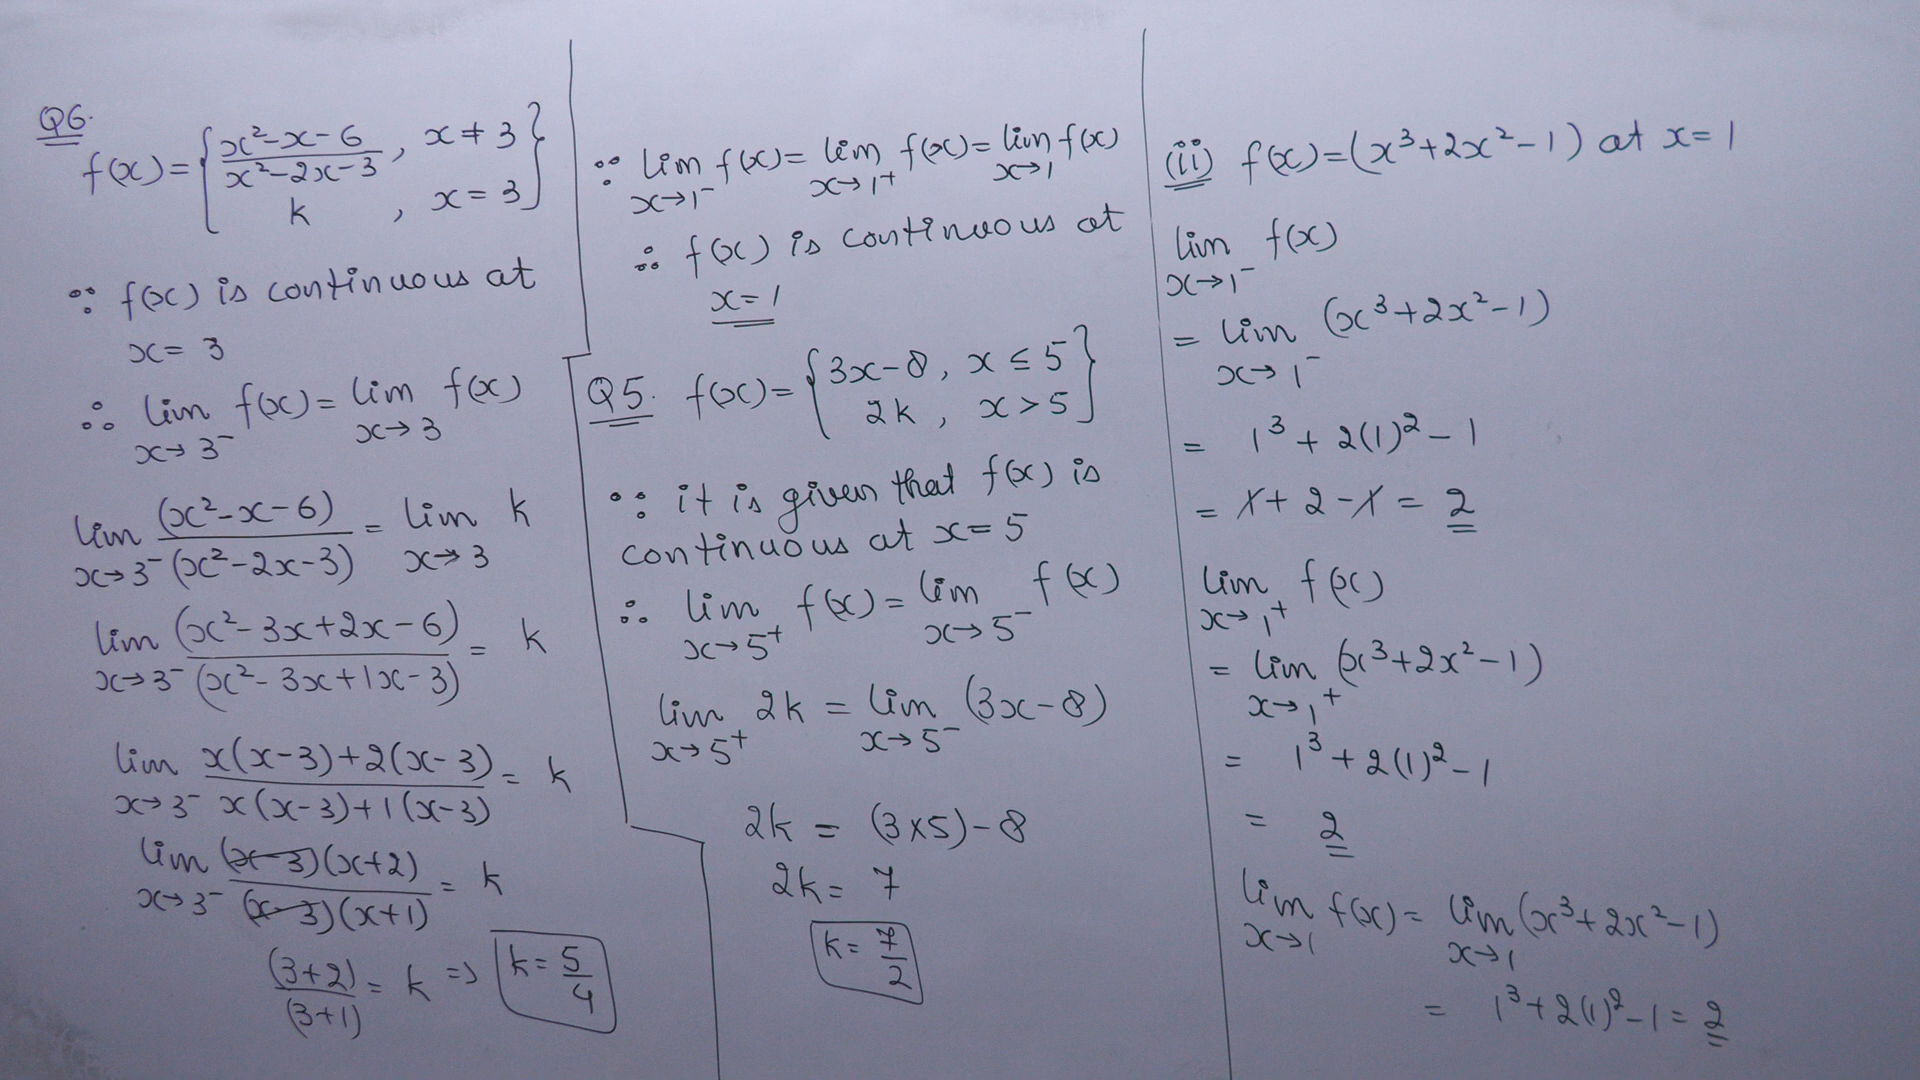 Q6.
f(x) = { (x²-x-6)/(x²-2x-3) , x ≠ 3
k , x = 3 }
∵ f(x) is continuous at
x = 3
∴ lim x→3⁻ f(x) = lim x→3 f(x)
lim x→3⁻ (x²-x-6)/(x²-2x-3) = lim x→3 k
lim x→3⁻ (x²-3x+2x-6)/(x²-3x+1x-3) = k
lim x→3⁻ x(x-3)+2(x-3)/x(x-3)+1(x-3) = k
lim x→3⁻ (x-3)(x+2)/(x-3)(x+1) = k
(3+2)/(3+1) = k => k = 5/4
∵ lim x→1⁻ f(x) = lim x→1⁺ f(x) = lim x→1 f(x)
∴ f(x) is continuous at
x = 1
Q5. f(x) = { 3x-8, x ≤ 5
2k, x > 5 }
∵ it is given that f(x) is
continuous at x = 5
∴ lim x→5⁺ f(x) = lim x→5⁻ f(x)
lim x→5⁺ 2k = lim x→5⁻ (3x-8)
2k = (3×5)-8
2k = 7
k = 7/2
(ii) f(x) = (x³+2x²-1) at x = 1
lim x→1⁻ f(x)
= lim x→1⁻ (x³+2x²-1)
= 1³ + 2(1)² - 1
= 1 + 2 - 1 = 2
lim x→1⁺ f(x)
= lim x→1⁺ (x³+2x²-1)
= 1³ + 2(1)² - 1
= 2
lim x→1 f(x) = lim x→1 (x³+2x²-1)
= 1³+2(1)²-1 = 2